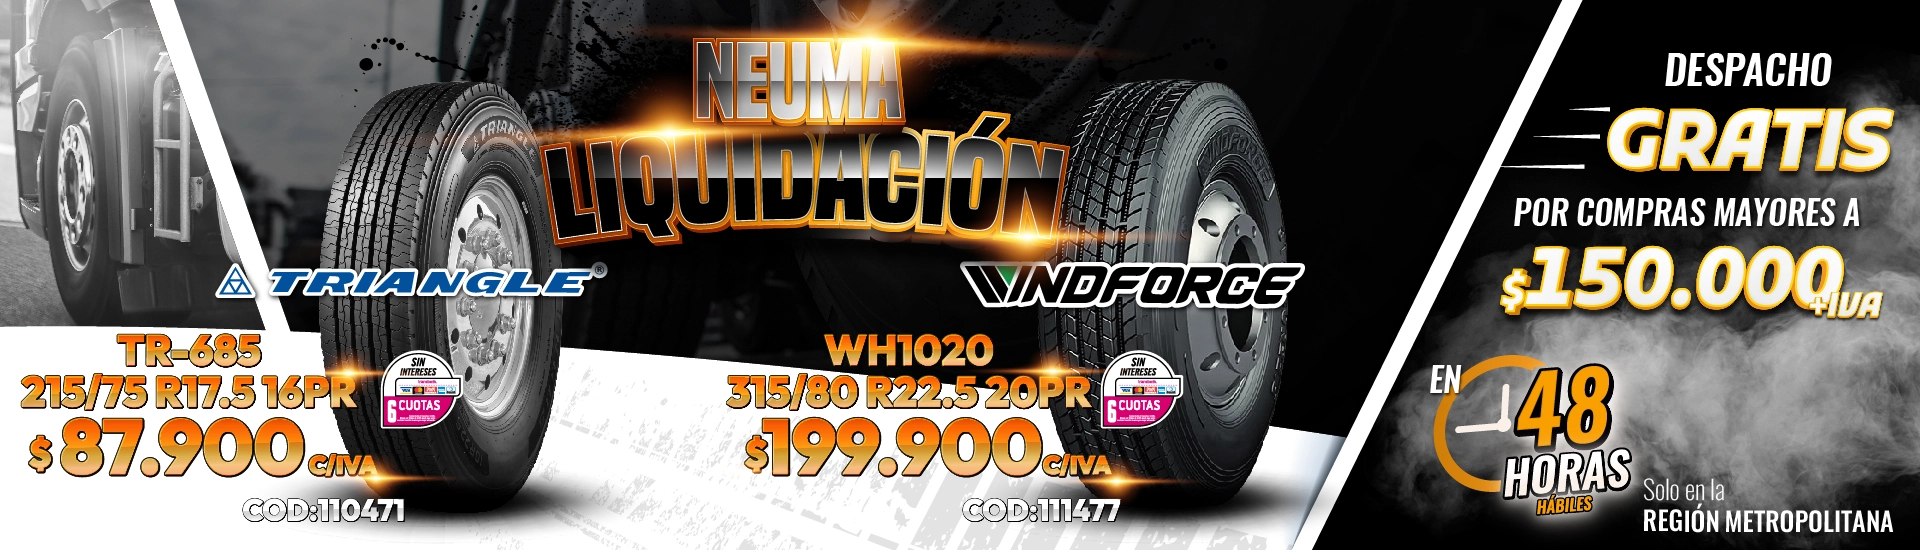 NEUMA
LIQUIDACIÓN
TRIANGLE
TRIANGLE®
TR-685
215/75 R17.5 16PR
$87.900 C/IVA
COD:110471
SIN
INTERESES
6 CUOTAS
WINDFORCE
WINDFORCE
WH1020
315/80 R22.5 20PR
$199.900 C/IVA
COD:111477
SIN
INTERESES
6 CUOTAS
DESPACHO
GRATIS
POR COMPRAS MAYORES A
$150.000+IVA
EN 48
HORAS
HÁBILES
Solo en la
REGIÓN METROPOLITANA